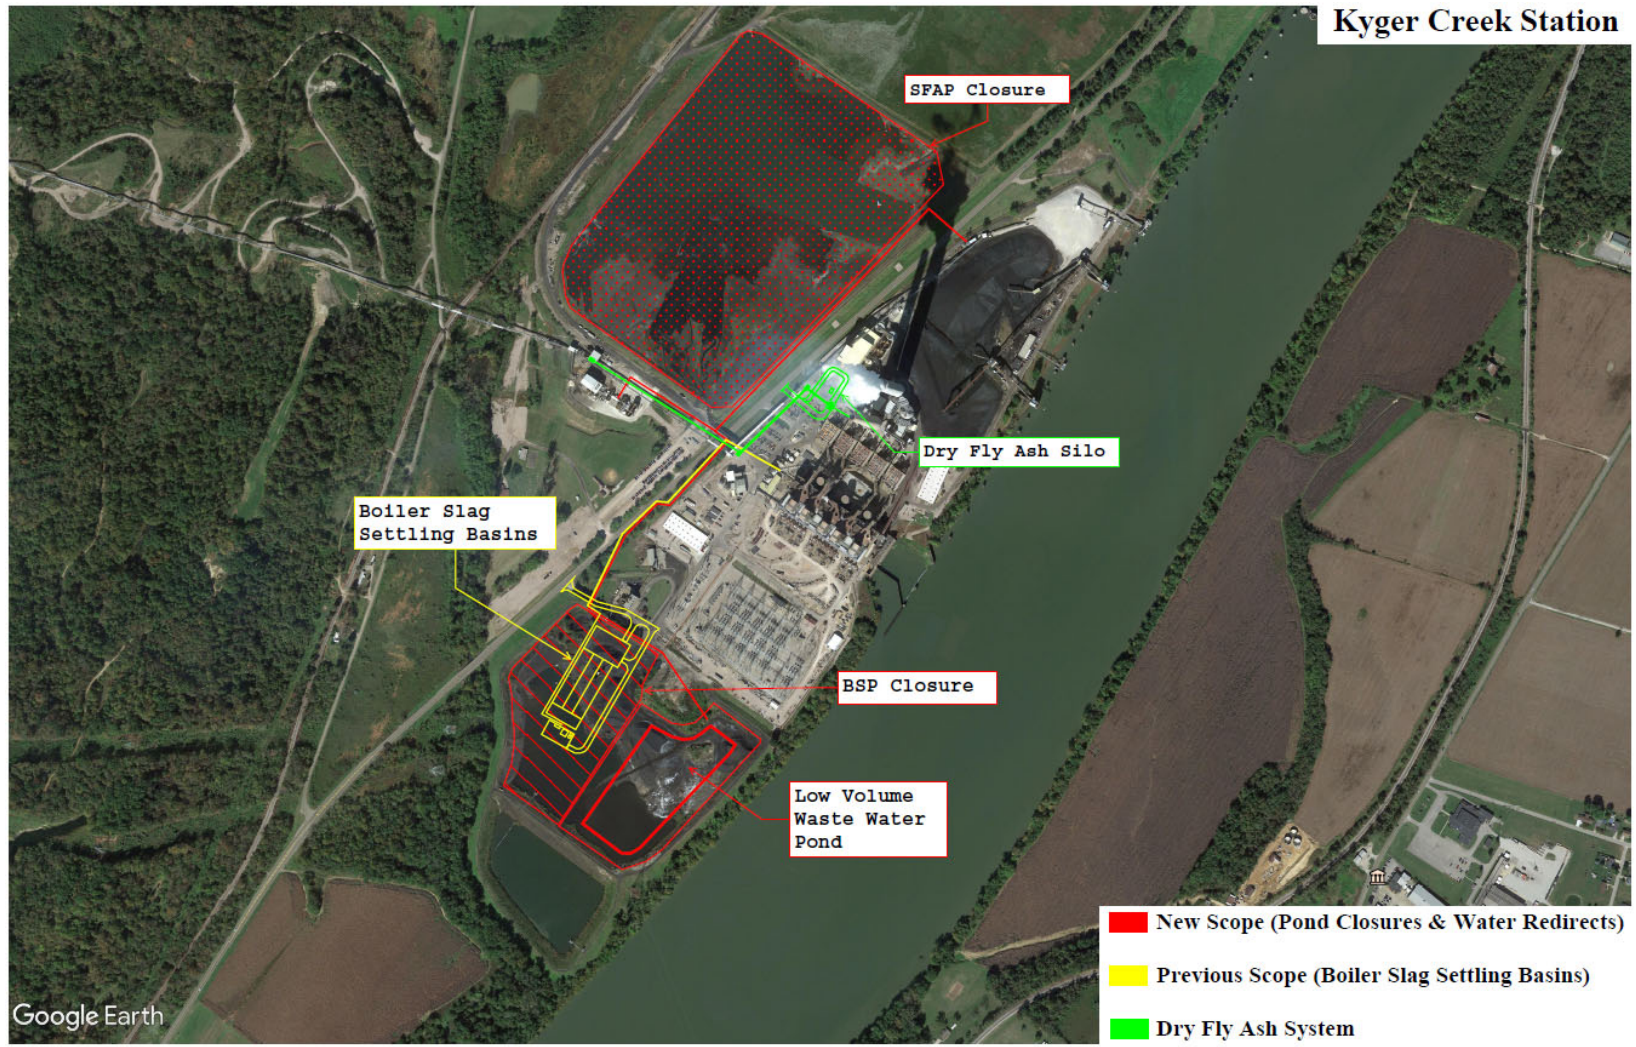 Kyger Creek Station
SFAP Closure
Dry Fly Ash Silo
Boiler Slag
Settling Basins
BSP Closure
Low Volume
Waste Water
Pond
New Scope (Pond Closures & Water Redirects)
Previous Scope (Boiler Slag Settling Basins)
Dry Fly Ash System
Google Earth